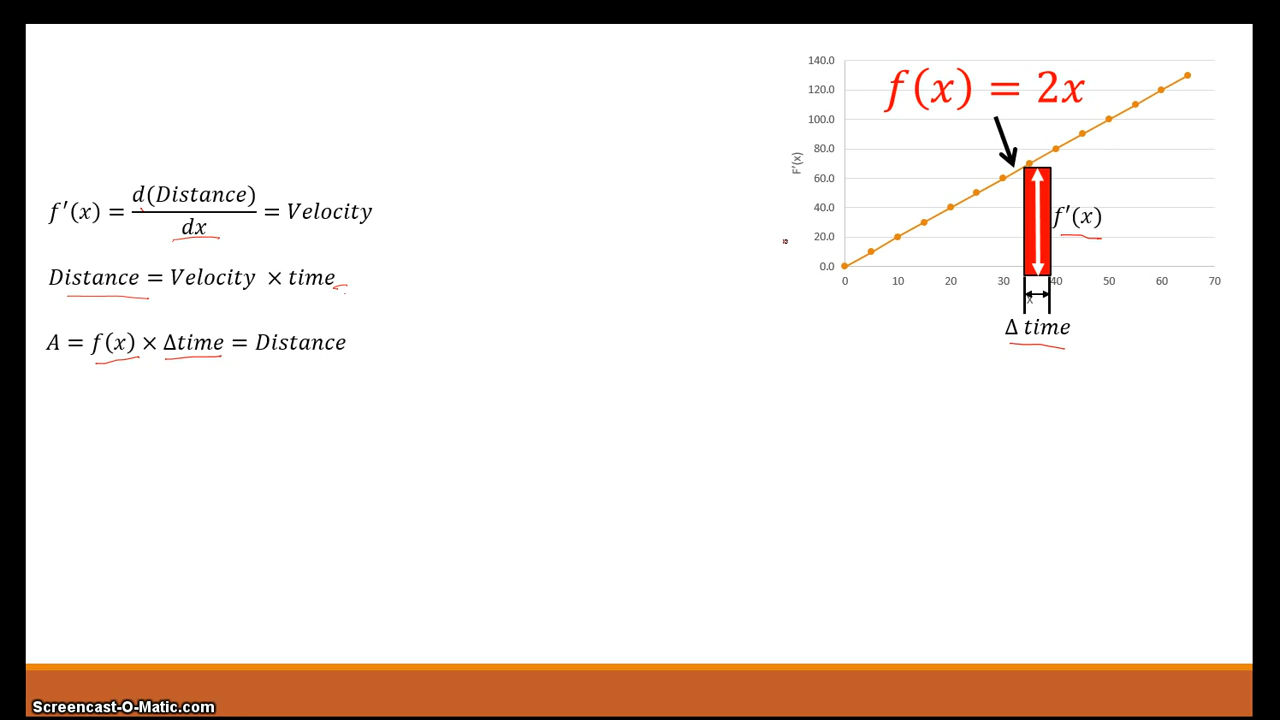 f(x) = 2x
140.0
120.0
100.0
80.0
60.0
40.0
20.0
0.0
F'(x)
0 10 20 30 40 50 60 70
x
f'(x)
Δ time
f'(x) = d(Distance)/dx = Velocity
Distance = Velocity × time
A = f(x) × Δtime = Distance
Screencast-O-Matic.com